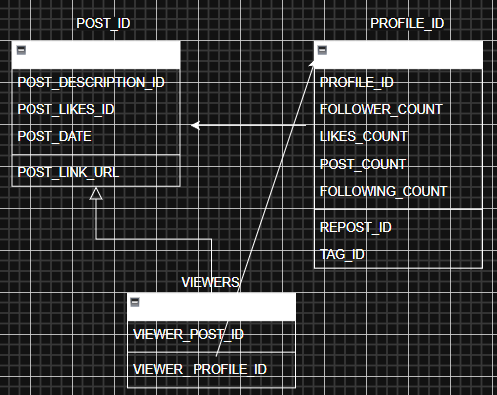 POST_ID
POST_DESCRIPTION_ID
POST_LIKES_ID
POST_DATE
POST_LINK_URL
PROFILE_ID
PROFILE_ID
FOLLOWER_COUNT
LIKES_COUNT
POST_COUNT
FOLLOWING_COUNT
REPOST_ID
TAG_ID
VIEWERS
VIEWER_POST_ID
VIEWER_PROFILE_ID